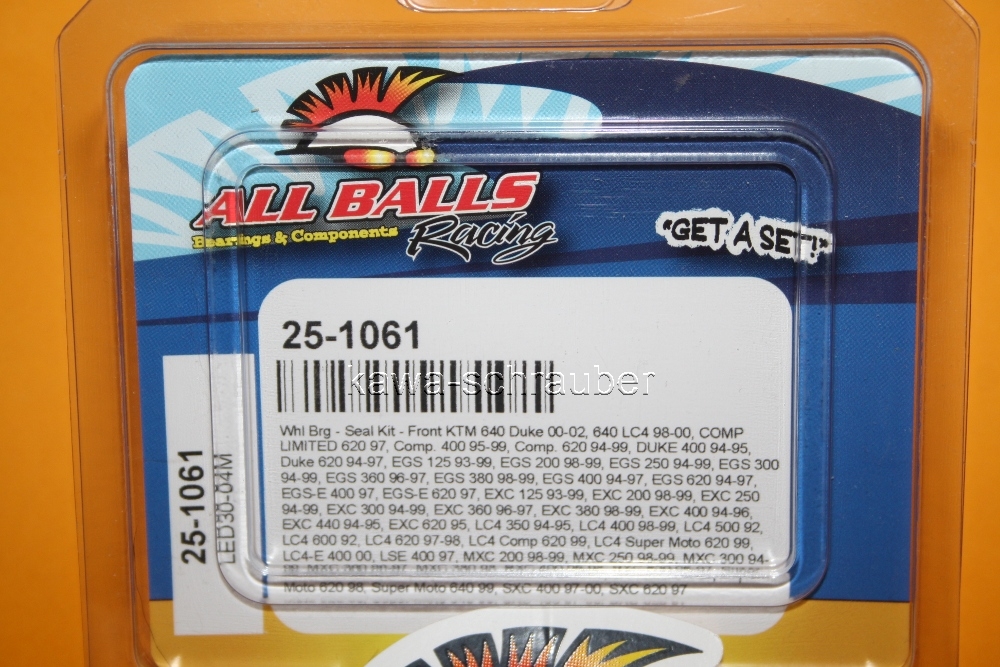 ALL BALLS
Racing
Bearings & Components
"GET A SET!"
25-1061
kawa-schrauber
Whl Brg - Seal Kit - Front KTM 640 Duke 00-02, 640 LC4 98-00, COMP
LIMITED 620 97, Comp. 400 95-99, Comp. 620 94-99, DUKE 400 94-95,
Duke 620 94-97, EGS 125 93-99, EGS 200 98-99, EGS 250 94-99, EGS 300
94-99, EGS 360 96-97, EGS 380 98-99, EGS 400 94-97, EGS 620 94-97,
EGS-E 400 97, EGS-E 620 97, EXC 125 93-99, EXC 200 98-99, EXC 250
94-99, EXC 300 94-99, EXC 360 96-97, EXC 380 98-99, EXC 400 94-96,
EXC 440 94-95, EXC 620 95, LC4 350 94-95, LC4 400 98-99, LC4 500 92,
LC4 600 92, LC4 620 97-98, LC4 Comp 620 99, LC4 Super Moto 620 99,
LC4-E 400 00, LSE 400 97, MXC 200 98-99, MXC 250 98-99, MXC 300 94-
Moto 620 98, Super Moto 640 99, SXC 400 97-00, SXC 620 97
25-1061
LED30-04M